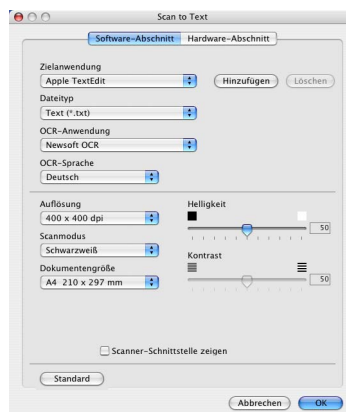 Scan to Text
Software-Abschnitt Hardware-Abschnitt
Zielanwendung
Apple TextEdit Hinzufügen Löschen
Dateityp
Text (*.txt)
OCR-Anwendung
Newsoft OCR
OCR-Sprache
Deutsch
Auflösung
400 x 400 dpi
Scanmodus
Schwarzweiß
Dokumentengröße
A4 210 x 297 mm
Helligkeit
50
Kontrast
50
Scanner-Schnittstelle zeigen
Standard
Abbrechen OK